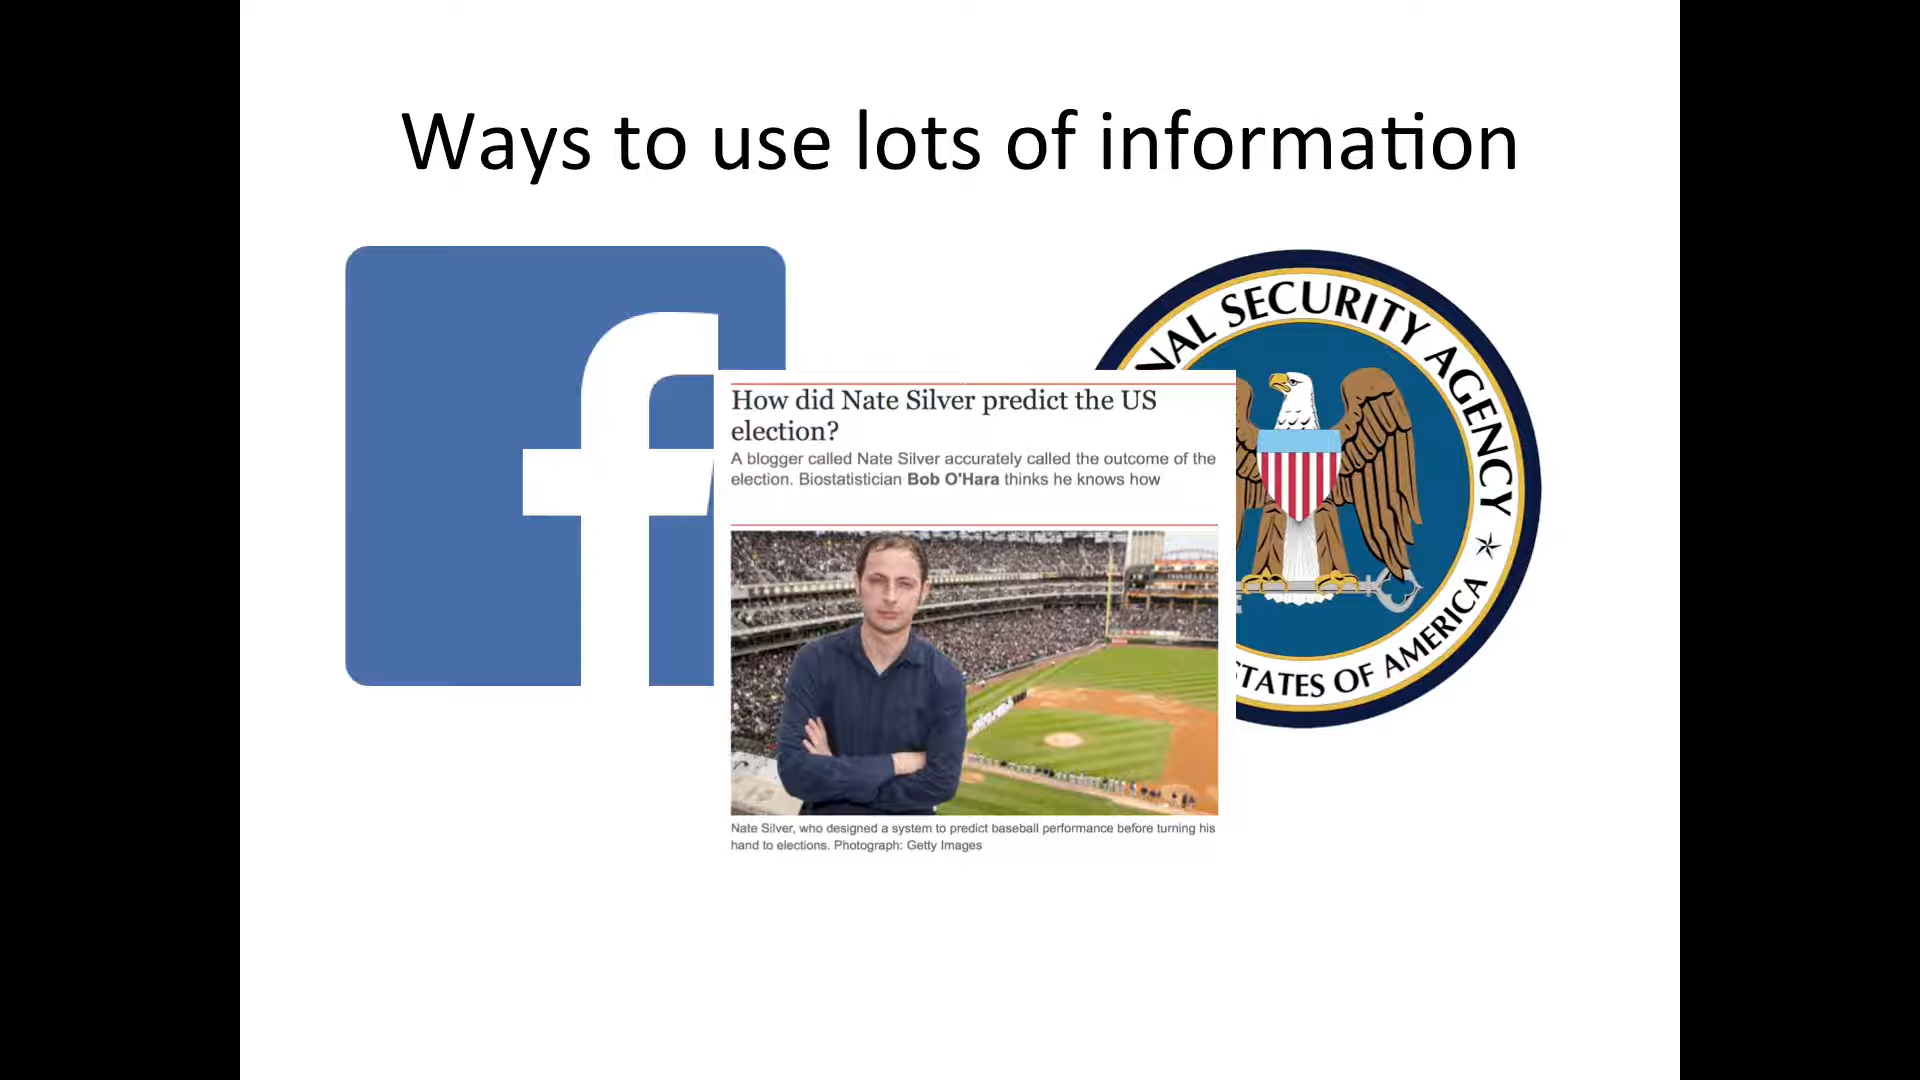 Ways to use lots of information
f
NAL SECURITY AGENCY
STATES OF AMERICA
How did Nate Silver predict the US
election?
A blogger called Nate Silver accurately called the outcome of the
election. Biostatistician Bob O'Hara thinks he knows how
Nate Silver, who designed a system to predict baseball performance before turning his
hand to elections. Photograph: Getty Images